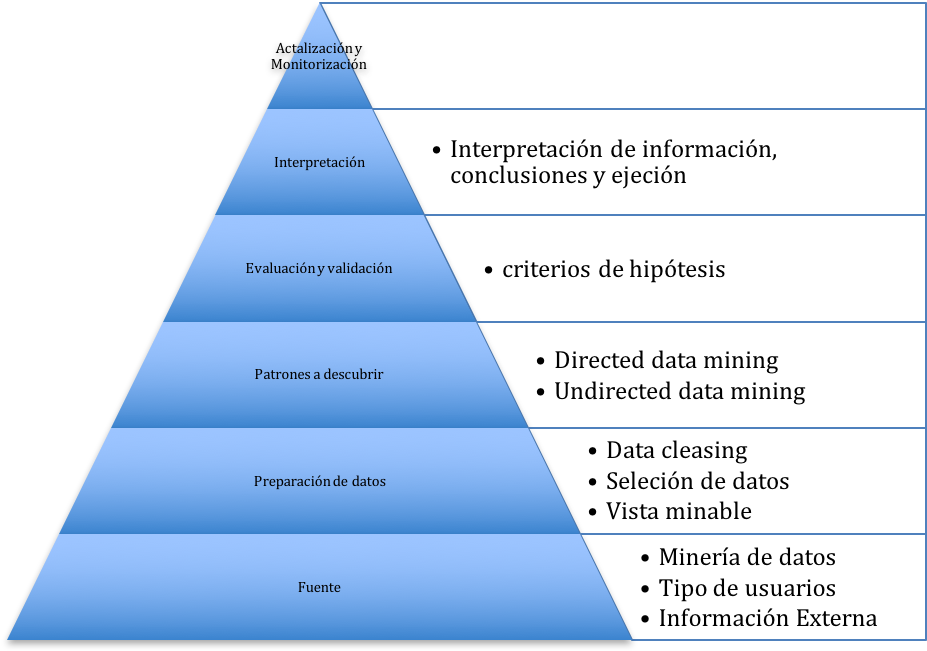 Actalización y
Monitorización
Interpretación
• Interpretación de información,
conclusiones y ejeción
Evaluación y validación
• criterios de hipótesis
Patrones a descubrir
• Directed data mining
• Undirected data mining
Preparación de datos
• Data cleasing
• Seleción de datos
• Vista minable
Fuente
• Minería de datos
• Tipo de usuarios
• Información Externa